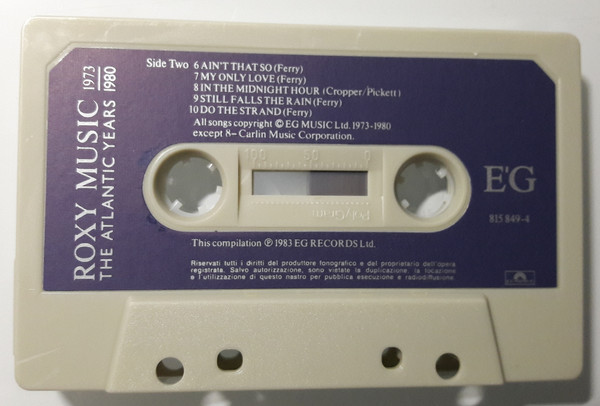 ROXY MUSIC 1973
THE ATLANTIC YEARS 1980
Side Two 6 AIN'T THAT SO (Ferry)
7 MY ONLY LOVE (Ferry)
8 IN THE MIDNIGHT HOUR (Cropper/Pickett)
9 STILL FALLS THE RAIN (Ferry)
10 DO THE STRAND (Ferry)
All songs copyright © EG MUSIC Ltd. 1973-1980
except 8–Carlin Music Corporation.
100 50 0
PolyGram
E'G
815 849-4
This compilation ℗ 1983 EG RECORDS Ltd.
Riservati tutti i diritti del produttore fonografico e del proprietario dell'opera
registrata. Salvo autorizzazione, sono vietate la duplicazione, la locazione
e l'utilizzazione di questo nastro per pubblica esecuzione e radiodiffusione.